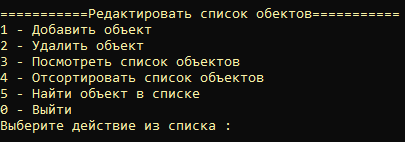 ===========Редактировать список обектов===========
1 - Добавить объект
2 - Удалить объект
3 - Посмотреть список объектов
4 - Отсортировать список объектов
5 - Найти объект в списке
0 - Выйти
Выберите действие из списка :